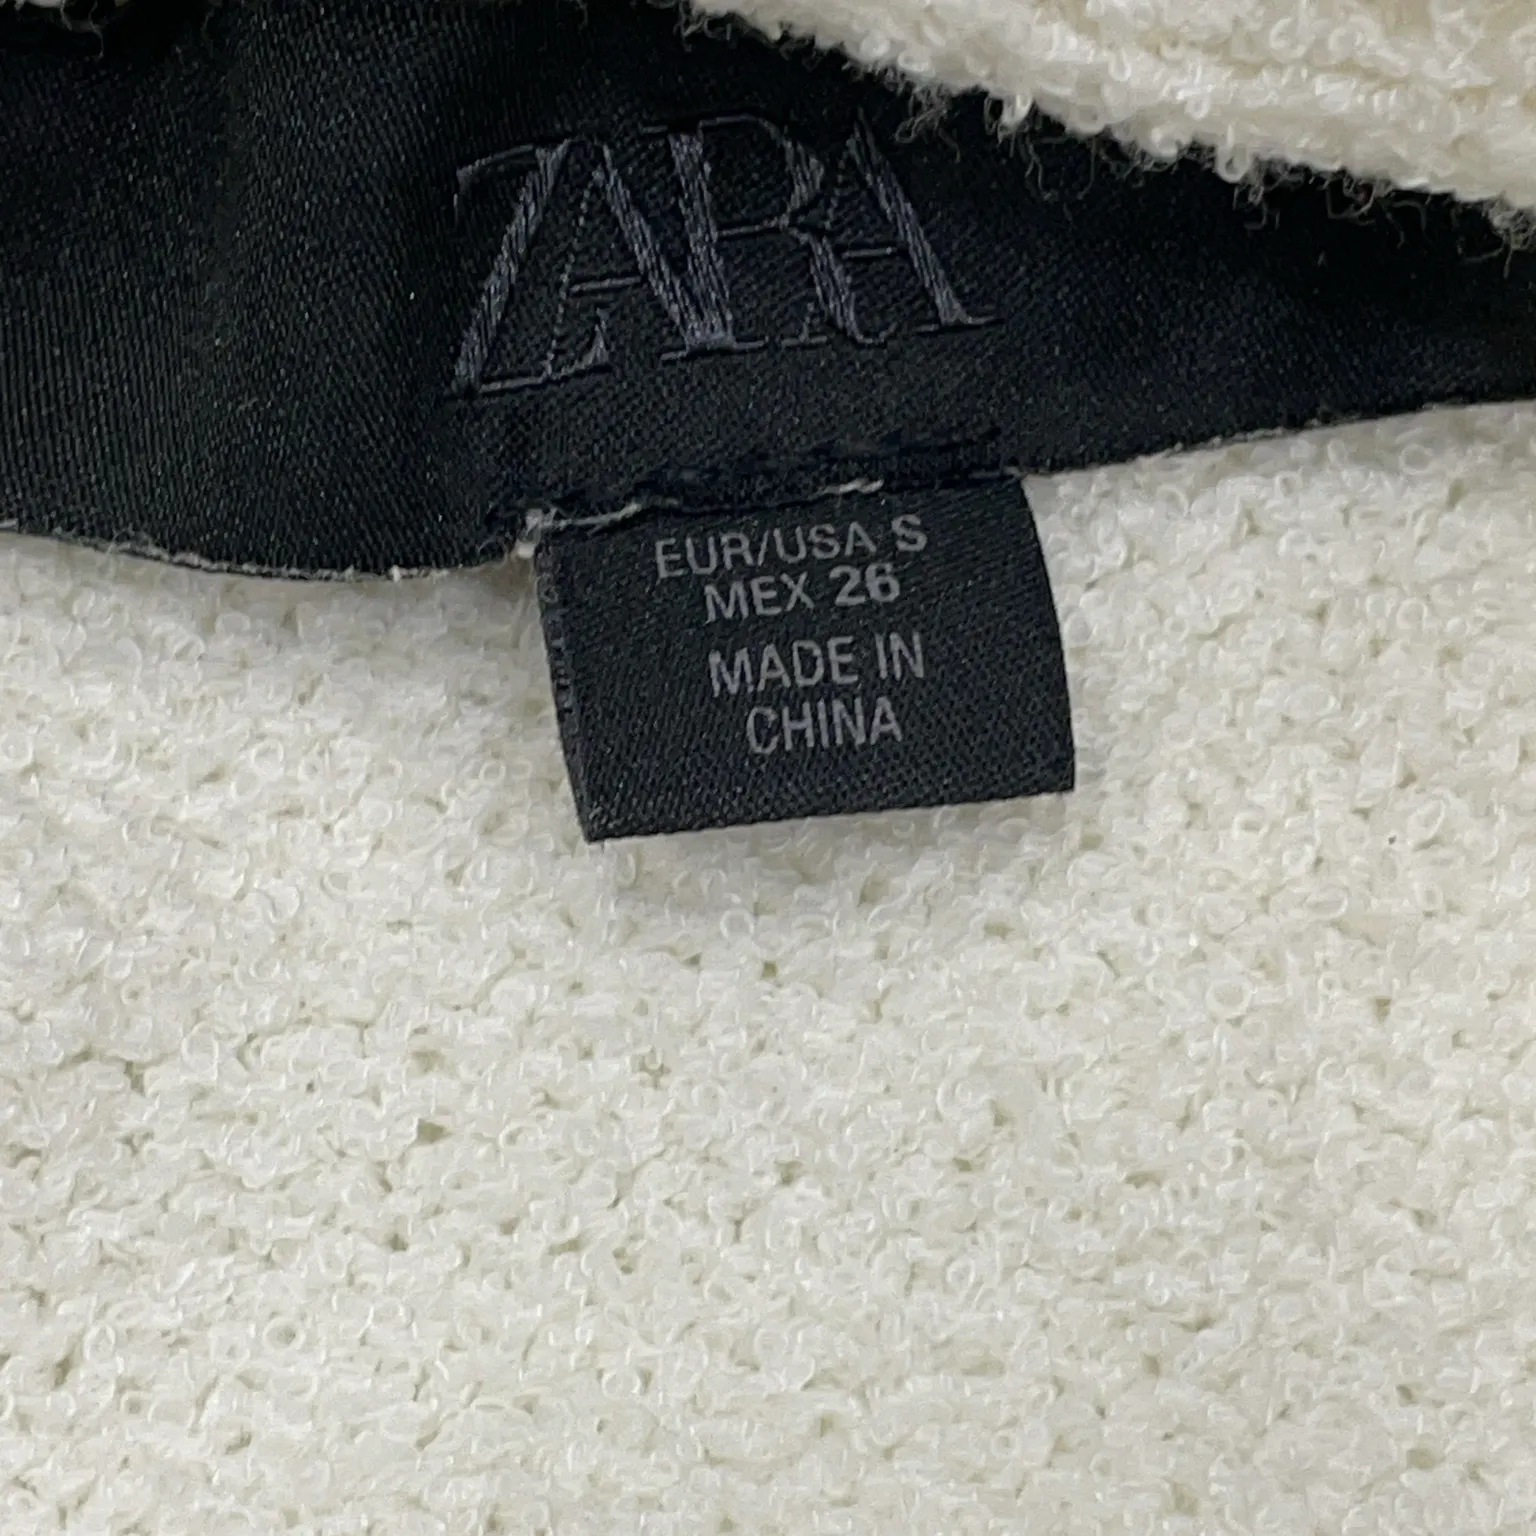 ZARA
EUR/USA S
MEX 26
MADE IN
CHINA